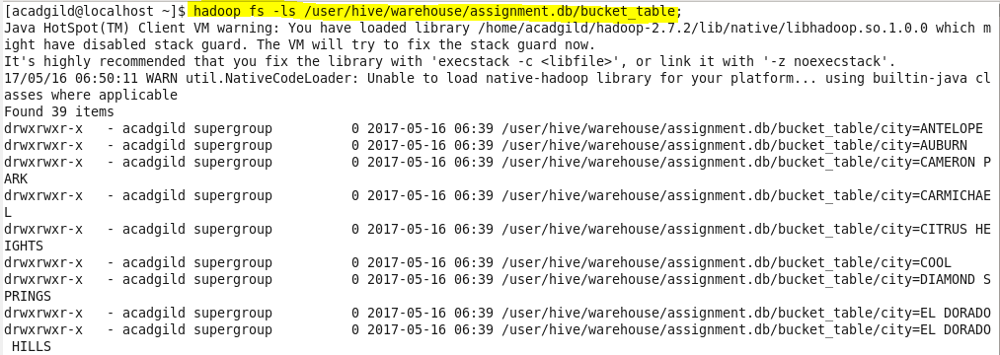 [acadgild@localhost ~]$ hadoop fs -ls /user/hive/warehouse/assignment.db/bucket_table;
Java HotSpot(TM) Client VM warning: You have loaded library /home/acadgild/hadoop-2.7.2/lib/native/libhadoop.so.1.0.0 which m
ight have disabled stack guard. The VM will try to fix the stack guard now.
It's highly recommended that you fix the library with 'execstack -c <libfile>', or link it with '-z noexecstack'.
17/05/16 06:50:11 WARN util.NativeCodeLoader: Unable to load native-hadoop library for your platform... using builtin-java cl
asses where applicable
Found 39 items
drwxrwxr-x   - acadgild supergroup          0 2017-05-16 06:39 /user/hive/warehouse/assignment.db/bucket_table/city=ANTELOPE
drwxrwxr-x   - acadgild supergroup          0 2017-05-16 06:39 /user/hive/warehouse/assignment.db/bucket_table/city=AUBURN
drwxrwxr-x   - acadgild supergroup          0 2017-05-16 06:39 /user/hive/warehouse/assignment.db/bucket_table/city=CAMERON P
ARK
drwxrwxr-x   - acadgild supergroup          0 2017-05-16 06:39 /user/hive/warehouse/assignment.db/bucket_table/city=CARMICHAE
L
drwxrwxr-x   - acadgild supergroup          0 2017-05-16 06:39 /user/hive/warehouse/assignment.db/bucket_table/city=CITRUS HE
IGHTS
drwxrwxr-x   - acadgild supergroup          0 2017-05-16 06:39 /user/hive/warehouse/assignment.db/bucket_table/city=COOL
drwxrwxr-x   - acadgild supergroup          0 2017-05-16 06:39 /user/hive/warehouse/assignment.db/bucket_table/city=DIAMOND S
PRINGS
drwxrwxr-x   - acadgild supergroup          0 2017-05-16 06:39 /user/hive/warehouse/assignment.db/bucket_table/city=EL DORADO
drwxrwxr-x   - acadgild supergroup          0 2017-05-16 06:39 /user/hive/warehouse/assignment.db/bucket_table/city=EL DORADO
 HILLS